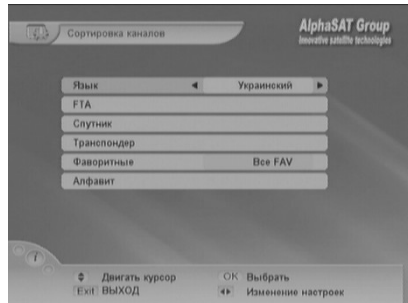 Сортировка каналов
AlphaSAT Group
Innovative satellite technologies
Язык Украинский
FTA
Спутник
Транспондер
Фаворитные Все FAV
Алфавит
Двигать курсор OK Выбрать
Exit ВЫХОД Изменение настроек